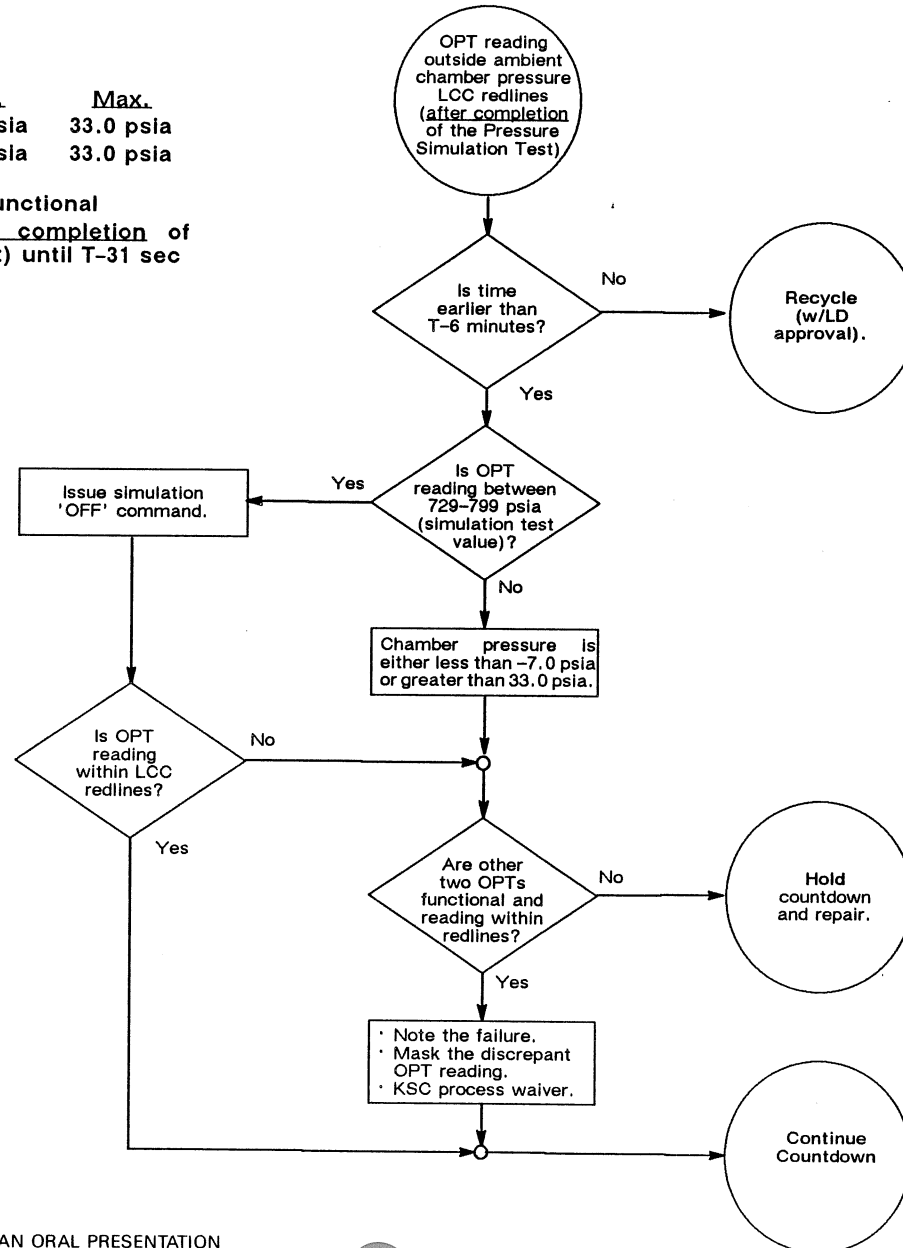 Max.
sia 33.0 psia
sia 33.0 psia
unctional
completion of
t) until T–31 sec
OPT reading
outside ambient
chamber pressure
LCC redlines
(after completion
of the Pressure
Simulation Test)
Is time
earlier than
T–6 minutes?
No
Recycle
(w/LD
approval).
Yes
Is OPT
reading between
729–799 psia
(simulation test
value)?
Yes
Issue simulation
'OFF' command.
No
Chamber pressure is
either less than –7.0 psia
or greater than 33.0 psia.
Is OPT
reading
within LCC
redlines?
No
Yes
Are other
two OPTs
functional and
reading within
redlines?
No
Hold
countdown
and repair.
Yes
· Note the failure.
· Mask the discrepant
OPT reading.
· KSC process waiver.
Continue
Countdown
AN ORAL PRESENTATION